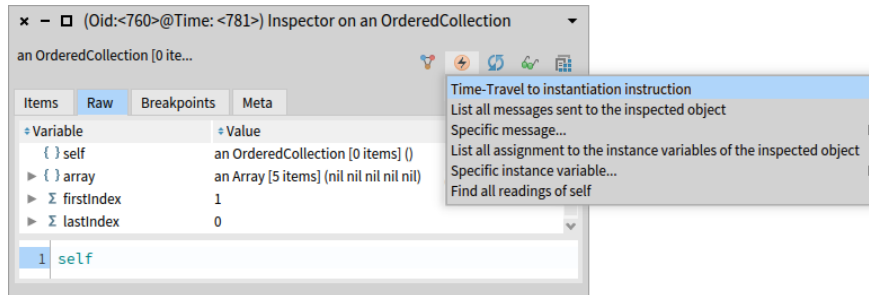 (Oid:<760>@Time: <781>) Inspector on an OrderedCollection
an OrderedCollection [0 ite...
Items Raw Breakpoints Meta
Variable Value
{ } self an OrderedCollection [0 items] ()
{ } array an Array [5 items] (nil nil nil nil nil)
Σ firstIndex 1
Σ lastIndex 0
1 self
Time-Travel to instantiation instruction
List all messages sent to the inspected object
Specific message...
List all assignment to the instance variables of the inspected object
Specific instance variable...
Find all readings of self